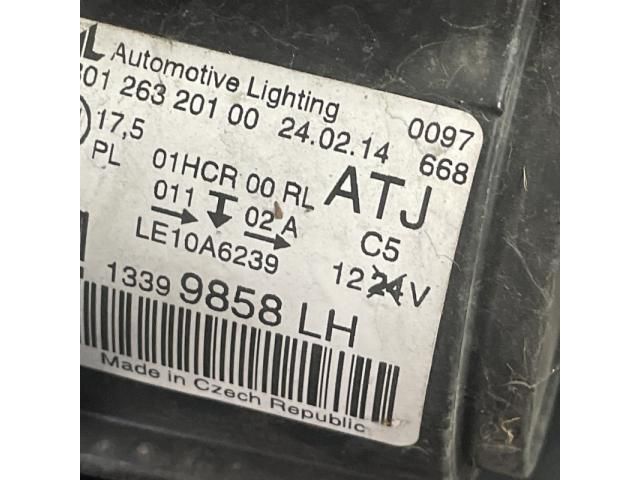 L Automotive Lighting
01 263 201 00 24.02.14 0097
668
17,5
PL
01HCR 00 RL ATJ
011 02 A C5
LE10A6239 12 24 V
1339 9858 LH
Made in Czech Republic